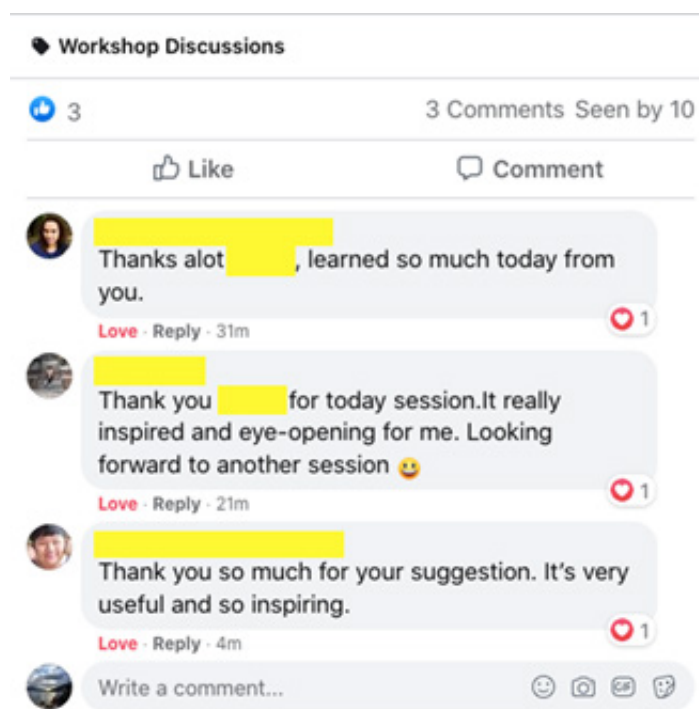 Workshop Discussions
3
3 Comments Seen by 10
Like
Comment
Thanks alot , learned so much today from
you.
1
Love · Reply · 31m
Thank you for today session.It really
inspired and eye-opening for me. Looking
forward to another session
1
Love · Reply · 21m
Thank you so much for your suggestion. It's very
useful and so inspiring.
1
Love · Reply · 4m
Write a comment...
GIF